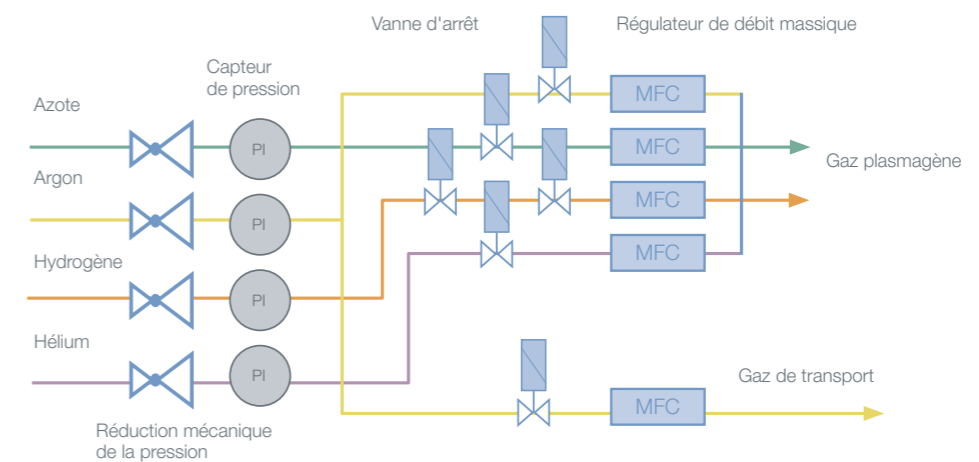 Vanne d'arrêt
Régulateur de débit massique
Capteur
de pression
Azote
MFC
PI
MFC
Gaz plasmagène
Argon
MFC
PI
Hydrogène
MFC
PI
Hélium
PI
Gaz de transport
MFC
Réduction mécanique
de la pression